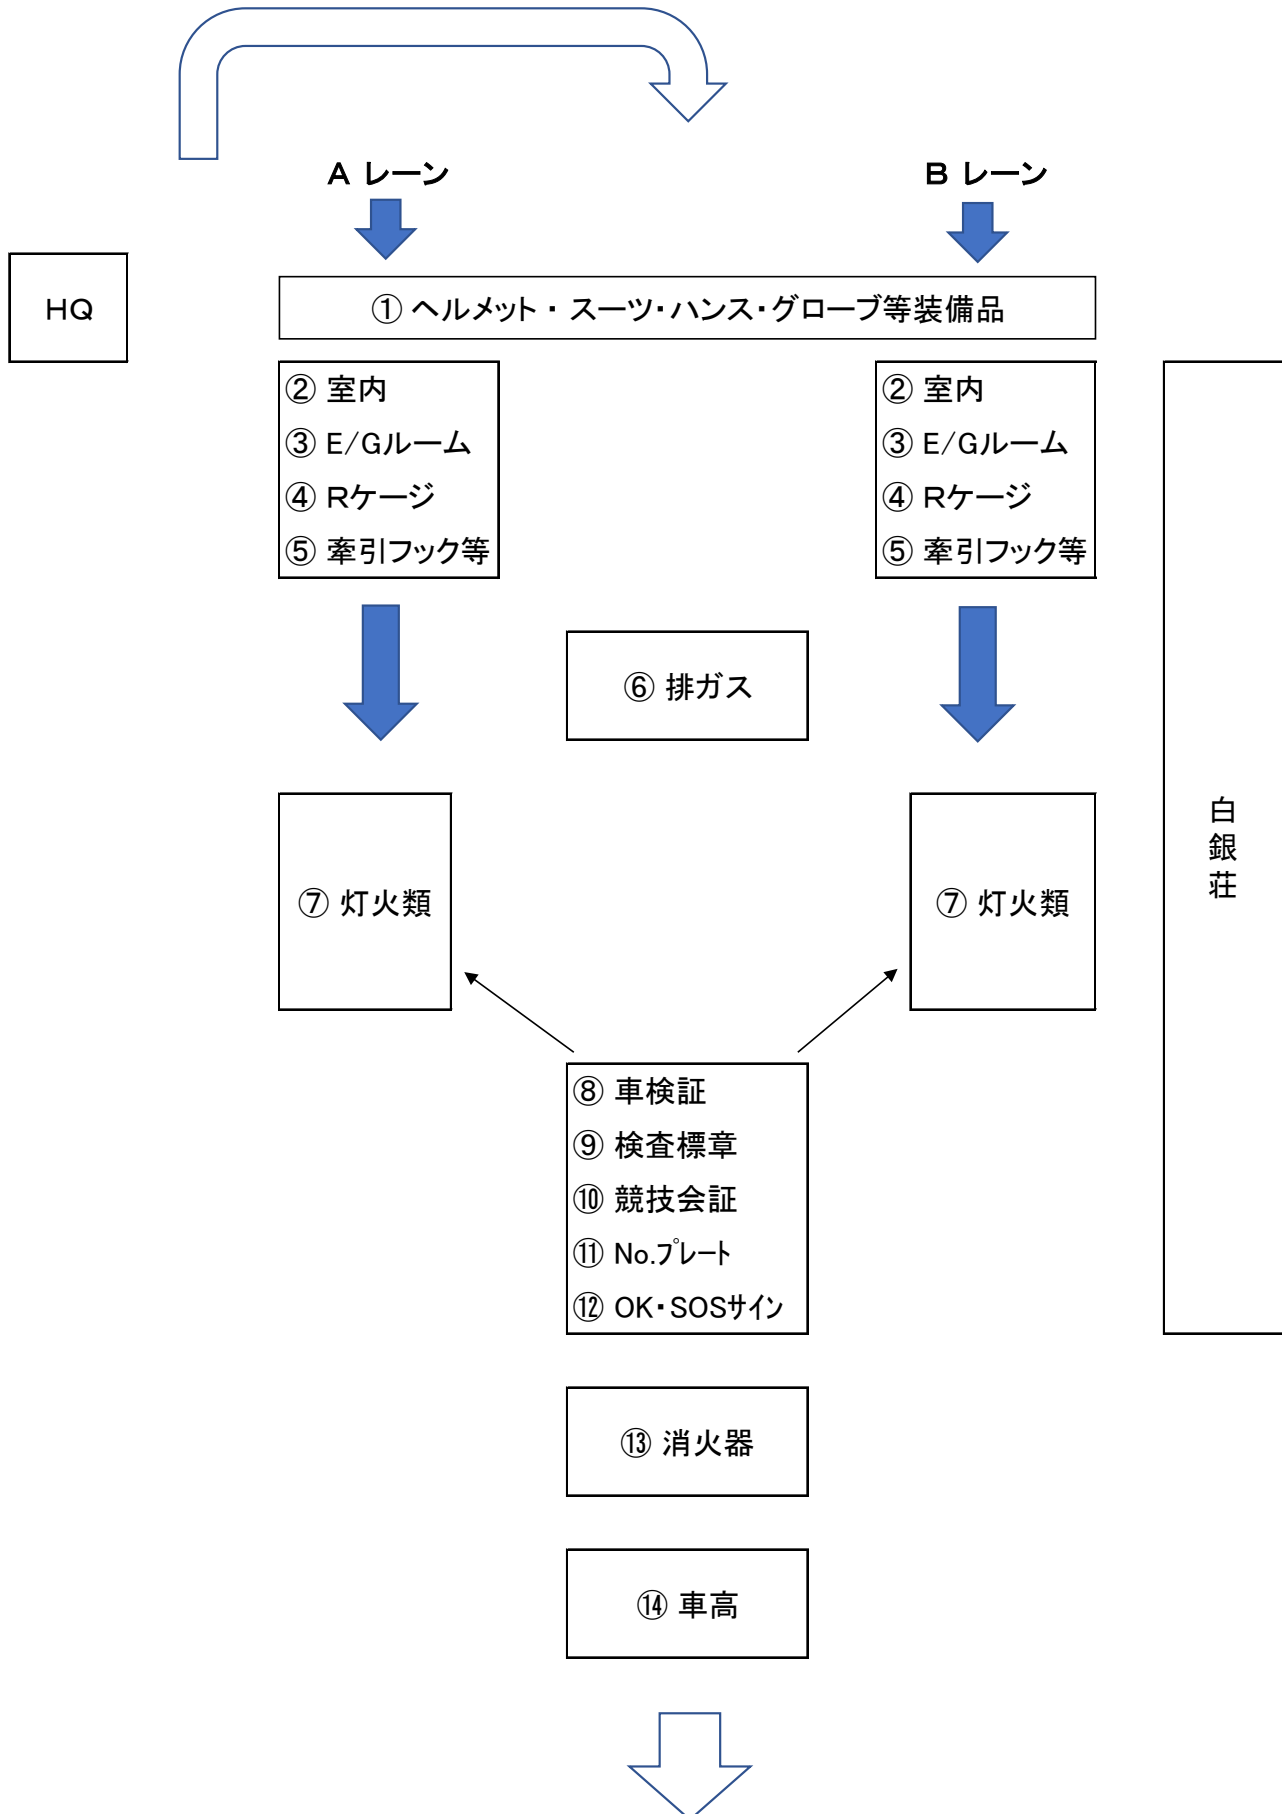 A レーン
B レーン
HQ
① ヘルメット ・ スーツ・ハンス・グローブ等装備品
② 室内
③ E/Gルーム
④ Rケージ
⑤ 牽引フック等
② 室内
③ E/Gルーム
④ Rケージ
⑤ 牽引フック等
⑥ 排ガス
⑦ 灯火類
⑦ 灯火類
白銀荘
⑧ 車検証
⑨ 検査標章
⑩ 競技会証
⑪ No.プレート
⑫ OK・SOSサイン
⑬ 消火器
⑭ 車高